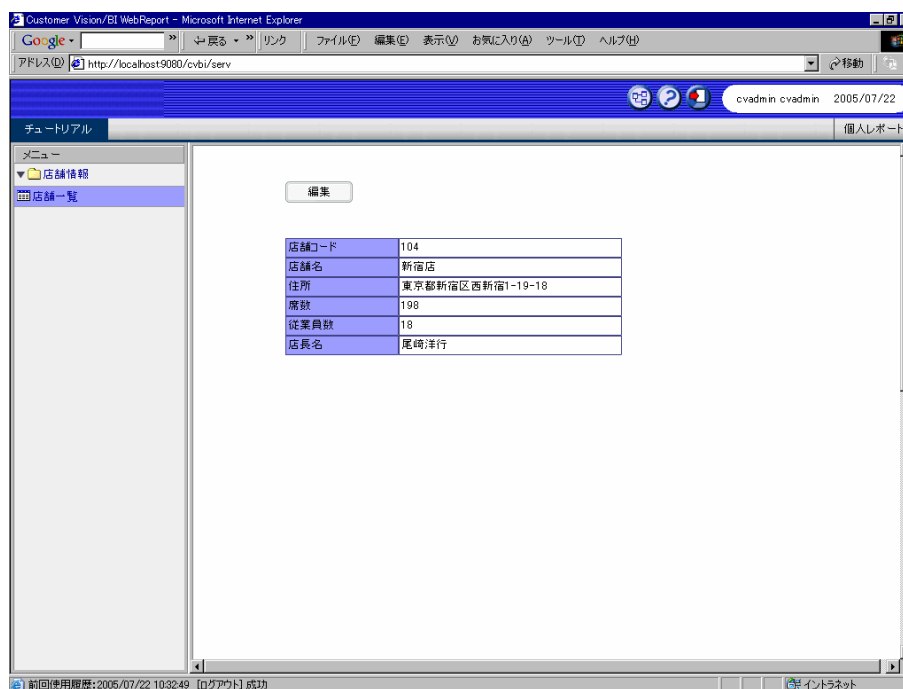 Customer Vision/BI WebReport - Microsoft Internet Explorer
Google
戻る
リンク
ファイル(F) 編集(E) 表示(V) お気に入り(A) ツール(T) ヘルプ(H)
アドレス(D) http://localhost:9080/cvbi/serv
移動
cvadmin cvadmin 2005/07/22
チュートリアル
個人レポート
メニュー
店舗情報
店舗一覧
編集
店舗コード 104
店舗名 新宿店
住所 東京都新宿区西新宿1-19-18
席数 198
従業員数 18
店長名 尾崎洋行
前回使用履歴:2005/07/22 10:32:49 [ログアウト] 成功
イントラネット